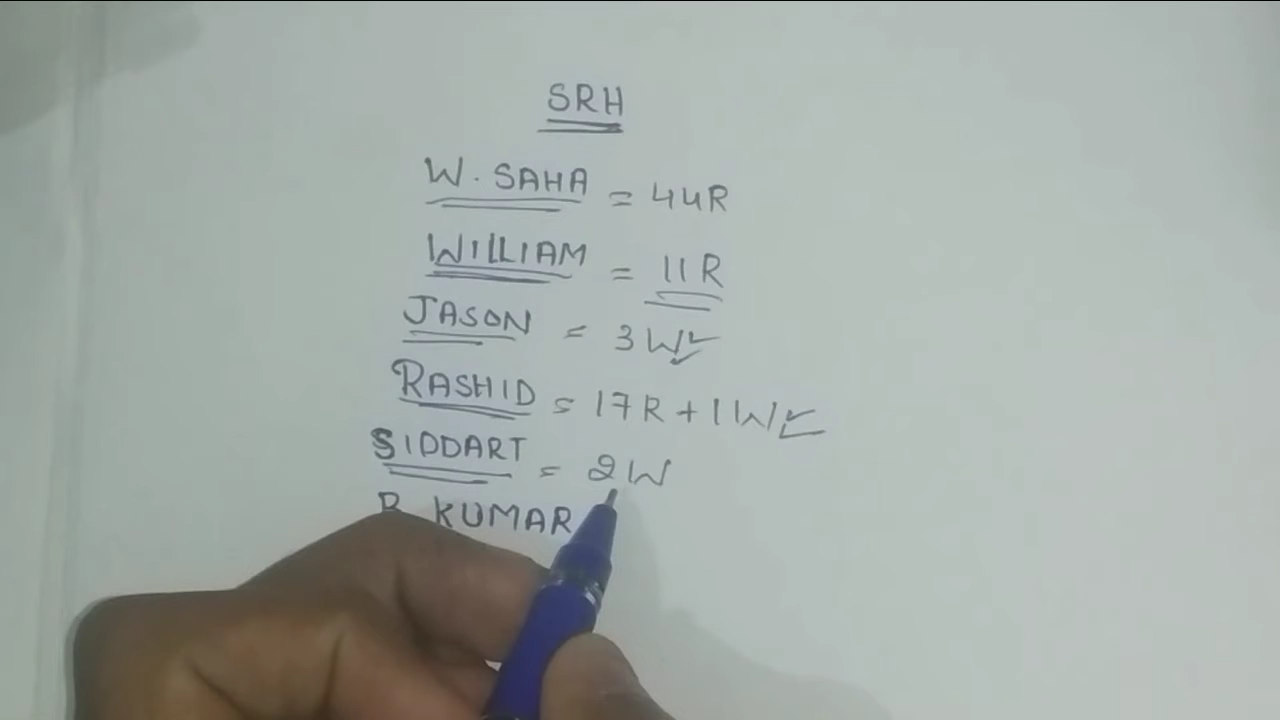 SRH
W. SAHA = 44R
WILLIAM = 11R
JASON = 3W
RASHID = 17R + 1W
SIDDART = 2W
KUMAR